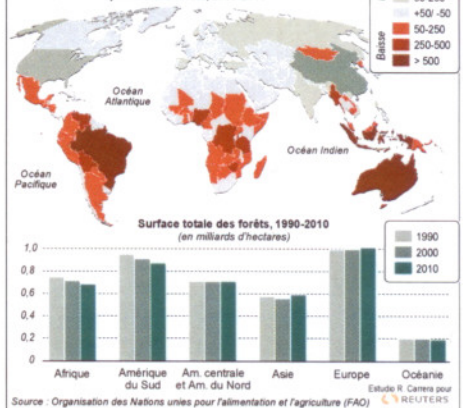 +50/ -50
Baisse
50-250
250-500
> 500
Océan
Atlantique
Océan Indien
Océan
Pacifique
Surface totale des forêts, 1990-2010
(en milliards d'hectares)
1990
2000
2010
1,0
0,8
0,6
0,4
0,2
0
Afrique
Amérique
du Sud
Am. centrale
et Am. du Nord
Asie
Europe
Océanie
Estudio R. Carrera pour
REUTERS
Source : Organisation des Nations unies pour l'alimentation et l'agriculture (FAO)